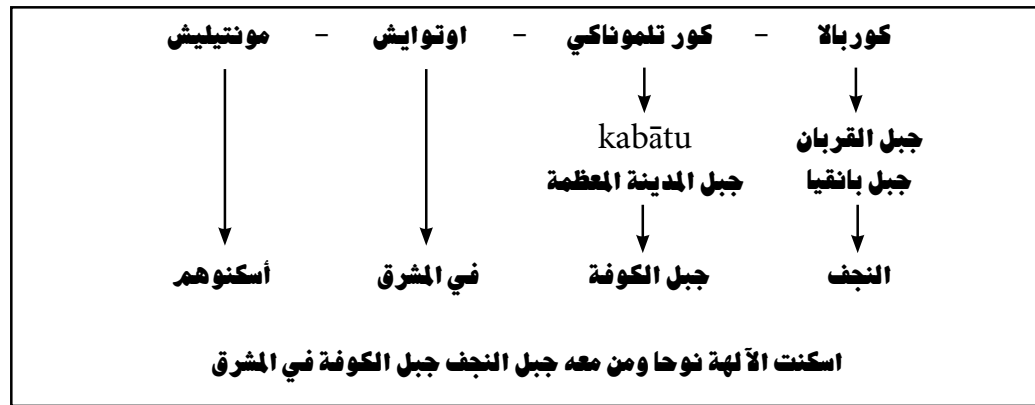 كوربالا - كور تلموناكي - اوتوايش - مونتيليش
جبل القربان kabātu
جبل بانقيا جبل المدينة المعظمة
النجف جبل الكوفة في المشرق أسكنوهم
اسكنت الآلهة نوحا ومن معه جبل النجف جبل الكوفة في المشرق